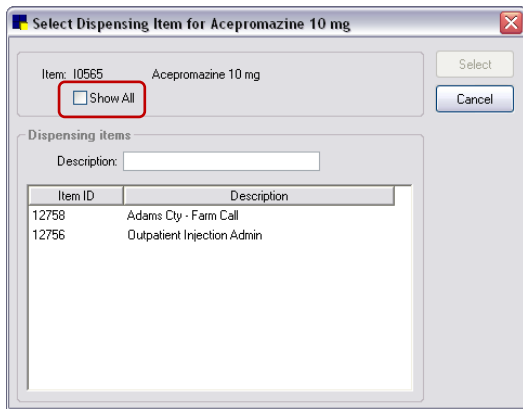 Select Dispensing Item for Acepromazine 10 mg
Item: I0565 Acepromazine 10 mg
Show All
Select
Cancel
Dispensing items
Description:
Item ID Description
12758 Adams Cty - Farm Call
12756 Outpatient Injection Admin